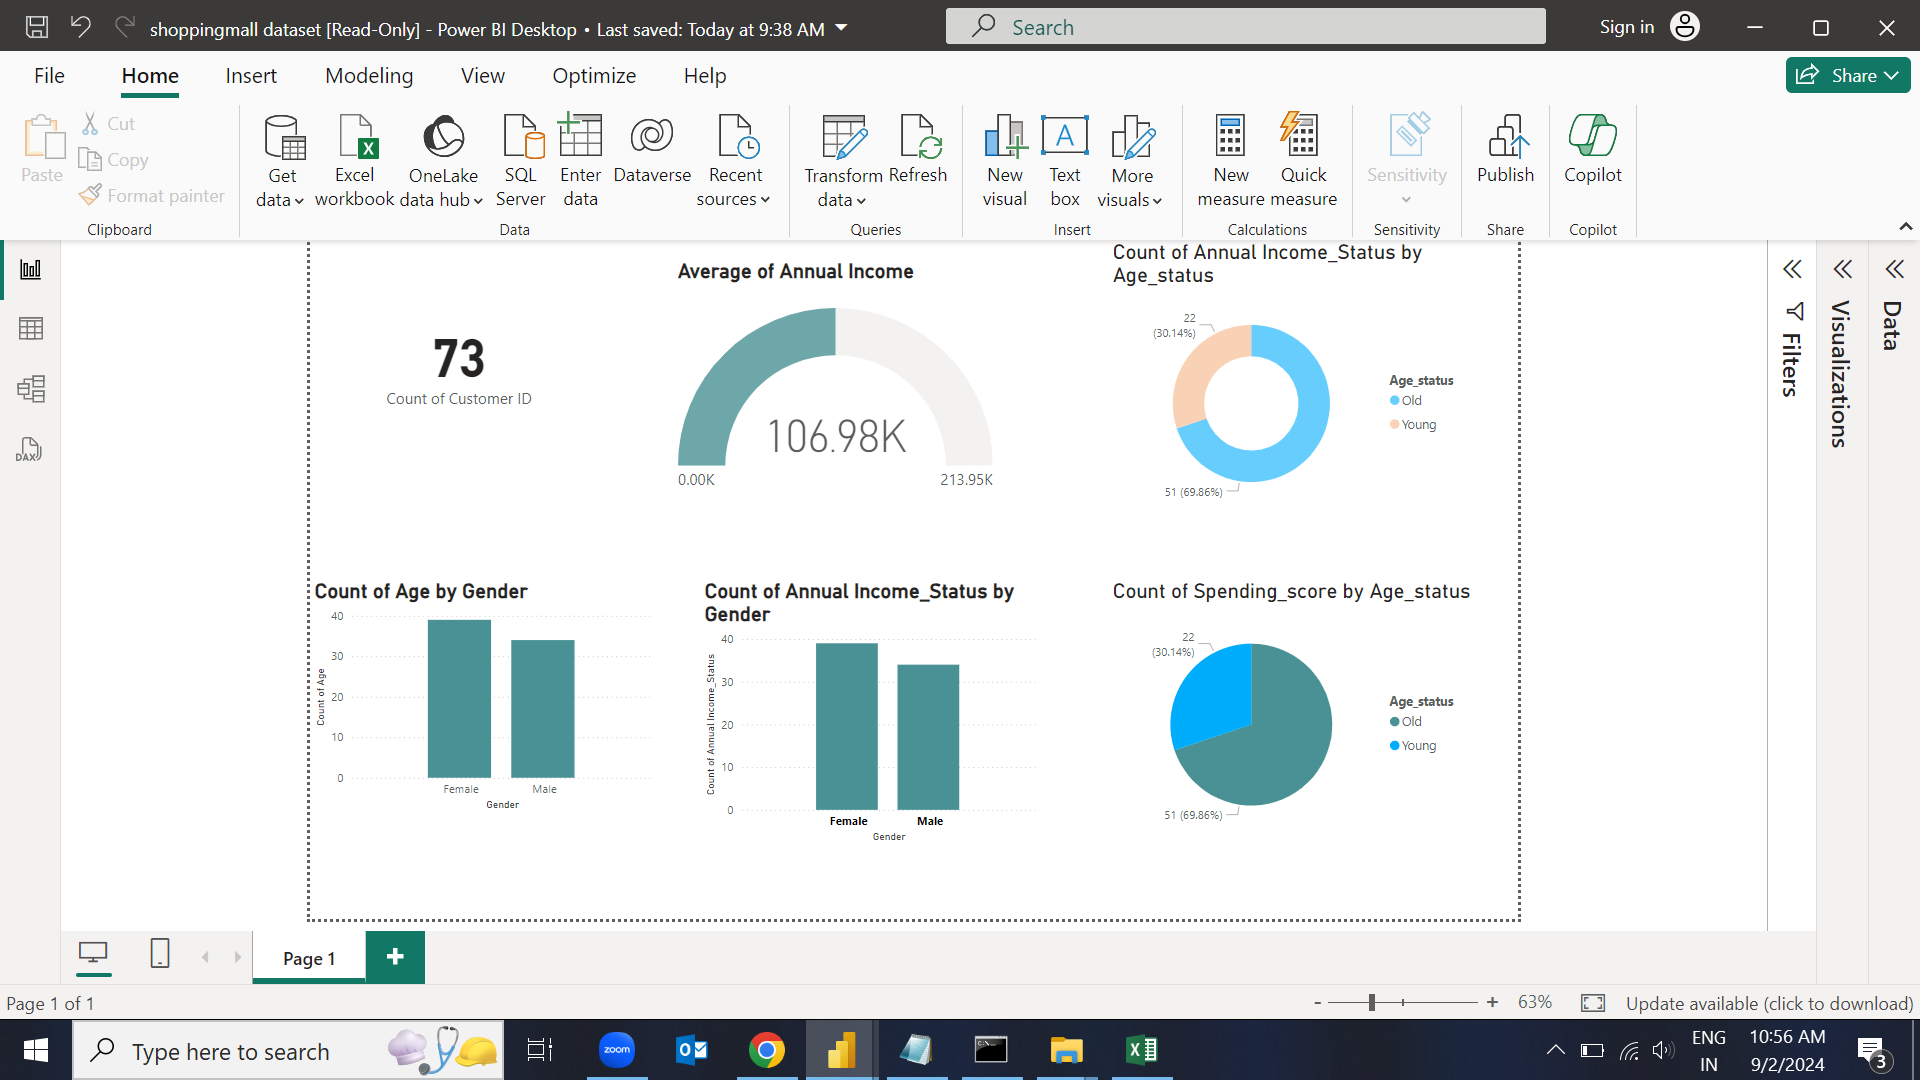 shoppingmall dataset [Read-Only] - Power BI Desktop • Last saved: Today at 9:38 AM
Search
Sign in
File
Home
Insert
Modeling
View
Optimize
Help
Share
Paste
Cut
Copy
Format painter
Clipboard
Get data
Excel workbook
OneLake data hub
SQL Server
Enter data
Dataverse
Recent sources
Data
Transform data
Refresh
Queries
New visual
Text box
More visuals
Insert
New measure
Quick measure
Calculations
Sensitivity
Sensitivity
Publish
Share
Copilot
Copilot
DAX
73
Count of Customer ID
Average of Annual Income
106.98K
0.00K
213.95K
Count of Annual Income_Status by
Age_status
22
(30.14%)
51 (69.86%)
Age_status
Old
Young
Filters
Visualizations
Data
Count of Age by Gender
Count of Age
40
30
20
10
0
Female
Male
Gender
Count of Annual Income_Status by
Gender
Count of Annual Income_Status
40
30
20
10
0
Female
Male
Gender
Count of Spending_score by Age_status
22
(30.14%)
51 (69.86%)
Age_status
Old
Young
Page 1
+
Page 1 of 1
- + 63%
Update available (click to download)
Type here to search
zoom
ENG
IN
10:56 AM
9/2/2024
3